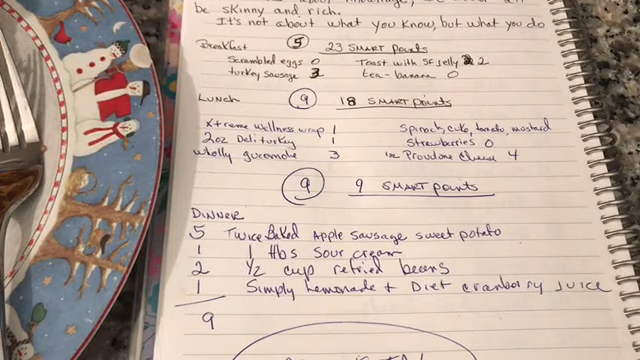 be skinny and rich.
It's not about what you know, but what you do
Breakfast 5 23 SMART POINTS
Scrambled eggs 0 Toast with SF Jelly 2
turkey sausage 3 tea - banana 0
LUNCH 9 18 SMART POINTS
Xtreme wellness wrap 1 Spinach, cuke, tomato, mustard
2oz Deli turkey 1 Strawberries 0
wholly guacomole 3 1oz Provolone Cheese 4
9 9 SMART POINTS
DINNER
5 Twice Baked Apple Sausage sweet potato
1 1 tbs Sour cream
2 1/2 cup refried beans
1 Simply Lemonade + Diet cranberry juice
9